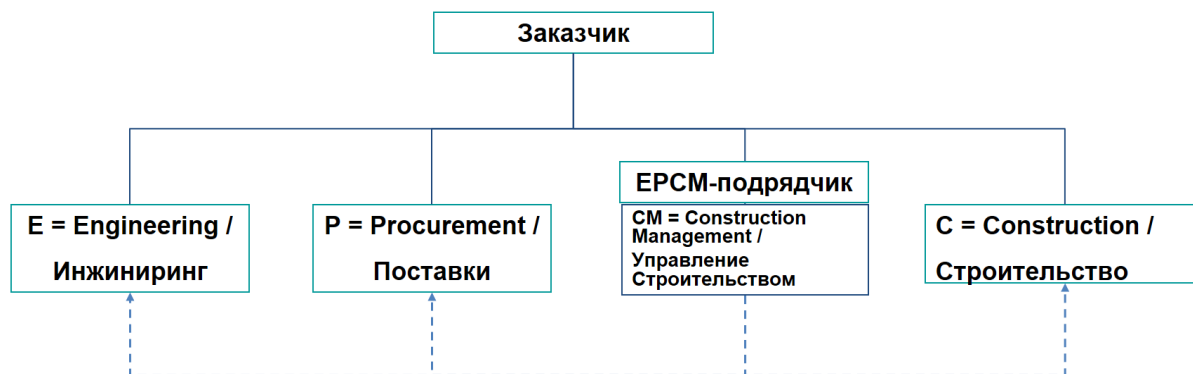 Заказчик
E = Engineering /
Инжиниринг
P = Procurement /
Поставки
EPCM-подрядчик
CM = Construction
Management /
Управление
Строительством
C = Construction /
Строительство